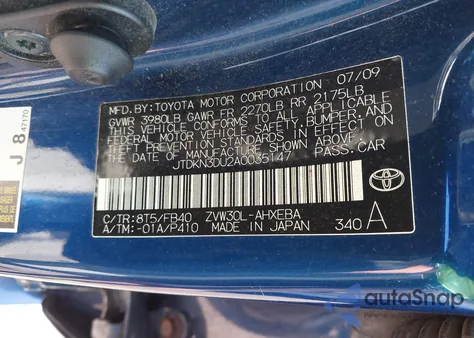 MFD. BY: TOYOTA MOTOR CORPORATION 07/09
GVWR 3980LB GAWR FR 2270LB RR 2175LB
THIS VEHICLE CONFORMS TO ALL APPLICABLE
FEDERAL MOTOR VEHICLE SAFETY, BUMPER, AND
THEFT PREVENTION STANDARDS IN EFFECT ON
THE DATE OF MANUFACTURE SHOWN ABOVE.
JTDKN3DU2A0035147 PASS. CAR
C/TR: 8T5/FB40 ZVW30L-AHXEBA
A/TM: -01A/P410 MADE IN JAPAN 340 A
J 8
47170
autoSnap